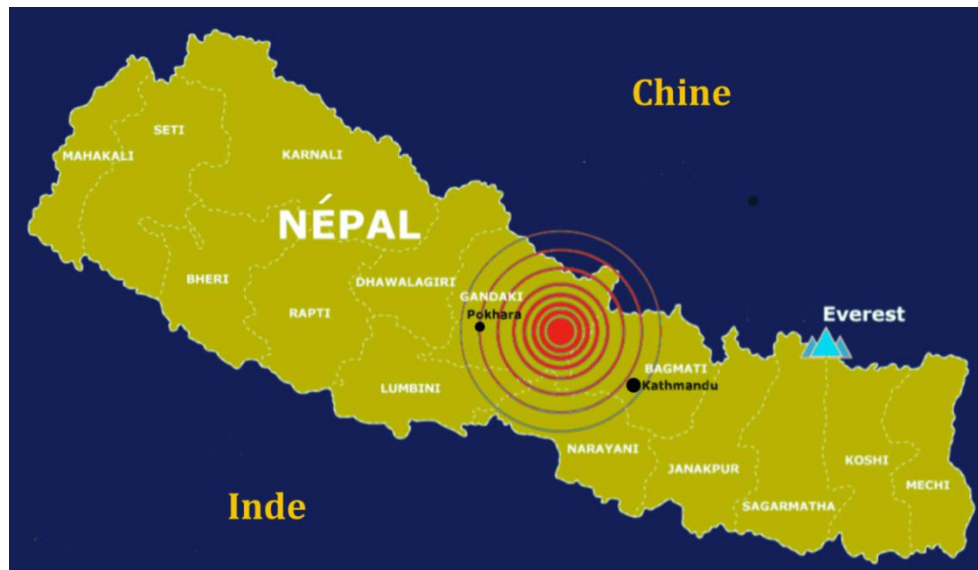 Chine
SETI
MAHAKALI
KARNALI
NÉPAL
BHERI
DHAWALAGIRI
GANDAKI
Pokhara
RAPTI
Everest
LUMBINI
BAGMATI
Kathmandu
NARAYANI
JANAKPUR
KOSHI
MECHI
SAGARMATHA
Inde